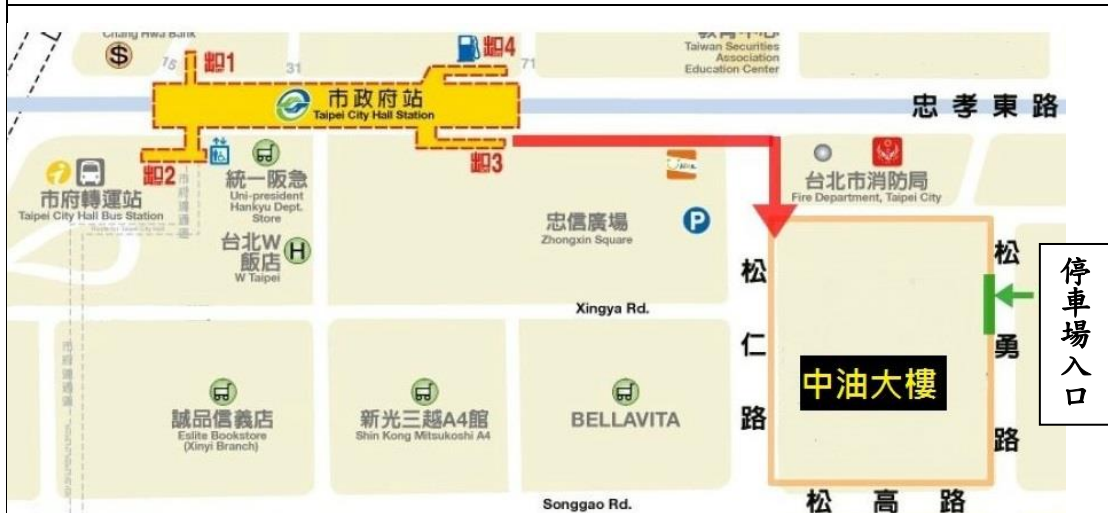 Chang Hwa Bank
15
出口1
31
出口4
71
Taiwan Securities
Association
Education Center
市政府站
Taipei City Hall Station
忠孝東路
出口2
出口3
市府轉運站
Taipei City Hall Bus Station
統一阪急
Uni-president
Hankyu Dept.
Store
台北W
飯店
W Taipei
H
忠信廣場
Zhongxin Square
P
台北市消防局
Fire Department, Taipei City
Xingya Rd.
松仁路
松勇路
停車場入口
中油大樓
誠品信義店
Eslite Bookstore
(Xinyi Branch)
新光三越A4館
Shin Kong Mitsukoshi A4
BELLAVITA
Songgao Rd.
松高路